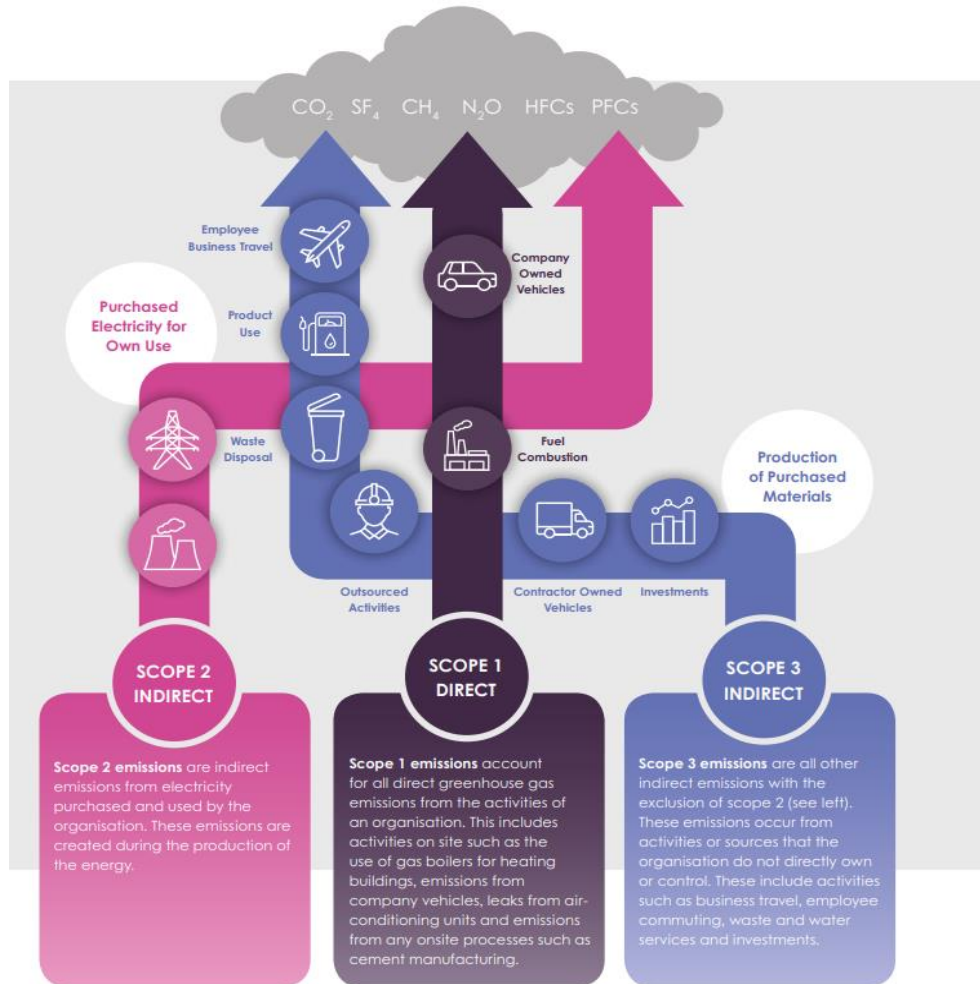 CO₂ SF₄ CH₄ N₂O HFCs PFCs
Employee
Business Travel
Company
Owned
Vehicles
Purchased
Electricity for
Own Use
Product
Use
Waste
Disposal
Fuel
Combustion
Production
of Purchased
Materials
Outsourced
Activities
Contractor Owned
Vehicles
Investments
SCOPE 2
INDIRECT
Scope 2 emissions are indirect
emissions from electricity
purchased and used by the
organisation. These emissions are
created during the production of
the energy.
SCOPE 1
DIRECT
Scope 1 emissions account
for all direct greenhouse gas
emissions from the activities of
an organisation. This includes
activities on site such as the
use of gas boilers for heating
buildings, emissions from
company vehicles, leaks from air-
conditioning units and emissions
from any onsite processes such as
cement manufacturing.
SCOPE 3
INDIRECT
Scope 3 emissions are all other
indirect emissions with the
exclusion of scope 2 (see left).
These emissions occur from
activities or sources that the
organisation do not directly own
or control. These include activities
such as business travel, employee
commuting, waste and water
services and investments.